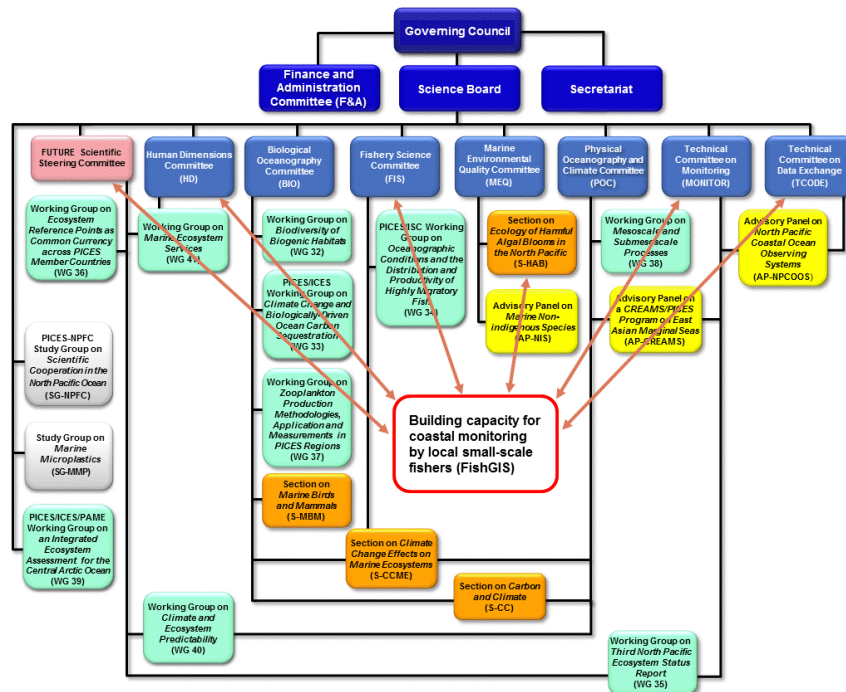 Governing Council
Finance and
Administration
Committee (F&A)
Science Board
Secretariat
FUTURE Scientific
Steering Committee
Human Dimensions
Committee
(HD)
Biological
Oceanography
Committee
(BIO)
Fishery Science
Committee
(FIS)
Marine
Environmental
Quality Committee
(MEQ)
Physical
Oceanography and
Climate Committee
(POC)
Technical
Committee on
Monitoring
(MONITOR)
Technical
Committee on
Data Exchange
(TCODE)
Working Group on
Ecosystem
Reference Points as
Common Currency
across PICES
Member Countries
(WG 36)
Working Group on
Marine Ecosystem
Services
(WG 41)
Working Group on
Biodiversity of
Biogenic Habitats
(WG 32)
PICES/ISC Working
Group on
Oceanographic
Conditions and the
Distribution and
Productivity of
Highly Migratory
Fish
(WG 34)
Section on
Ecology of Harmful
Algal Blooms in
the North Pacific
(S-HAB)
Working Group on
Mesoscale and
Submesoscale
Processes
(WG 38)
Advisory Panel on
North Pacific
Coastal Ocean
Observing
Systems
(AP-NPCOOS)
PICES/ICES
Working Group on
Climate Change and
Biologically-Driven
Ocean Carbon
Sequestration
(WG 33)
Advisory Panel on
Marine Non-
indigenous Species
(AP-NIS)
Advisory Panel on
a CREAMS/PICES
Program on East
Asian Marginal Seas
(AP-CREAMS)
PICES-NPFC
Study Group on
Scientific
Cooperation in the
North Pacific Ocean
(SG-NPFC)
Working Group on
Zooplankton
Production
Methodologies,
Application and
Measurements in
PICES Regions
(WG 37)
Building capacity for
coastal monitoring
by local small-scale
fishers (FishGIS)
Study Group on
Marine
Microplastics
(SG-MMP)
Section on
Marine Birds
and Mammals
(S-MBM)
PICES/ICES/PAME
Working Group on
an Integrated
Ecosystem
Assessment for the
Central Arctic Ocean
(WG 39)
Section on Climate
Change Effects on
Marine Ecosystems
(S-CCME)
Section on Carbon
and Climate
(S-CC)
Working Group on
Climate and
Ecosystem
Predictability
(WG 40)
Working Group on
Third North Pacific
Ecosystem Status
Report
(WG 35)